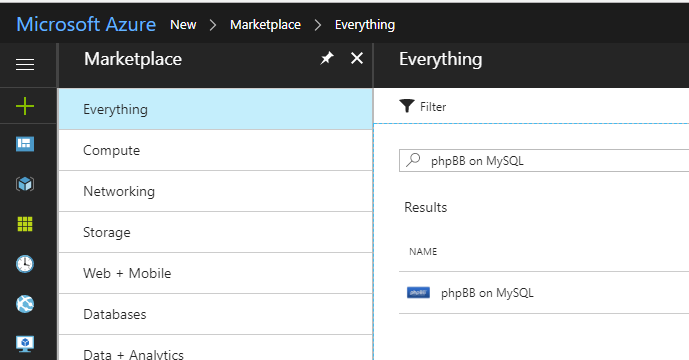 Microsoft Azure New > Marketplace > Everything
Marketplace
Everything
Compute
Networking
Storage
Web + Mobile
Databases
Data + Analytics
Everything
Filter
phpBB on MySQL
Results
NAME
phpBB phpBB on MySQL